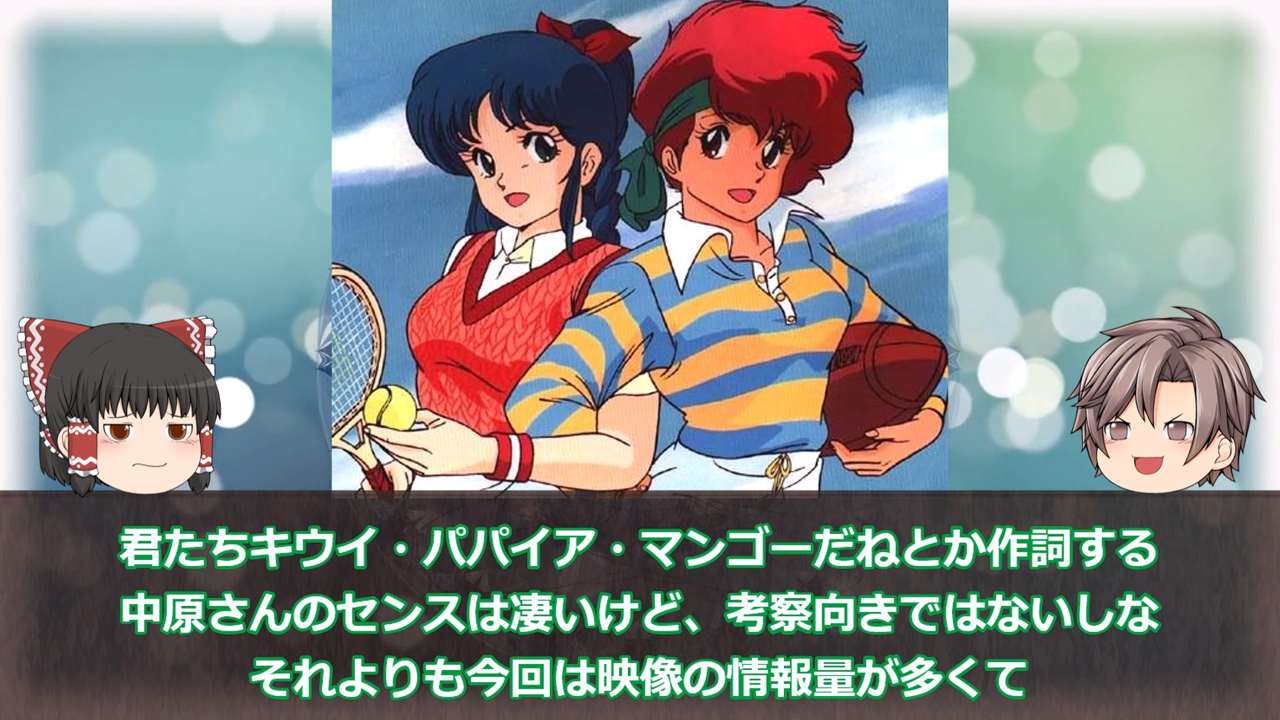 君たちキウイ・パパイア・マンゴーだねとか作詞する
中原さんのセンスは凄いけど、考察向きではないしな
それよりも今回は映像の情報量が多くて